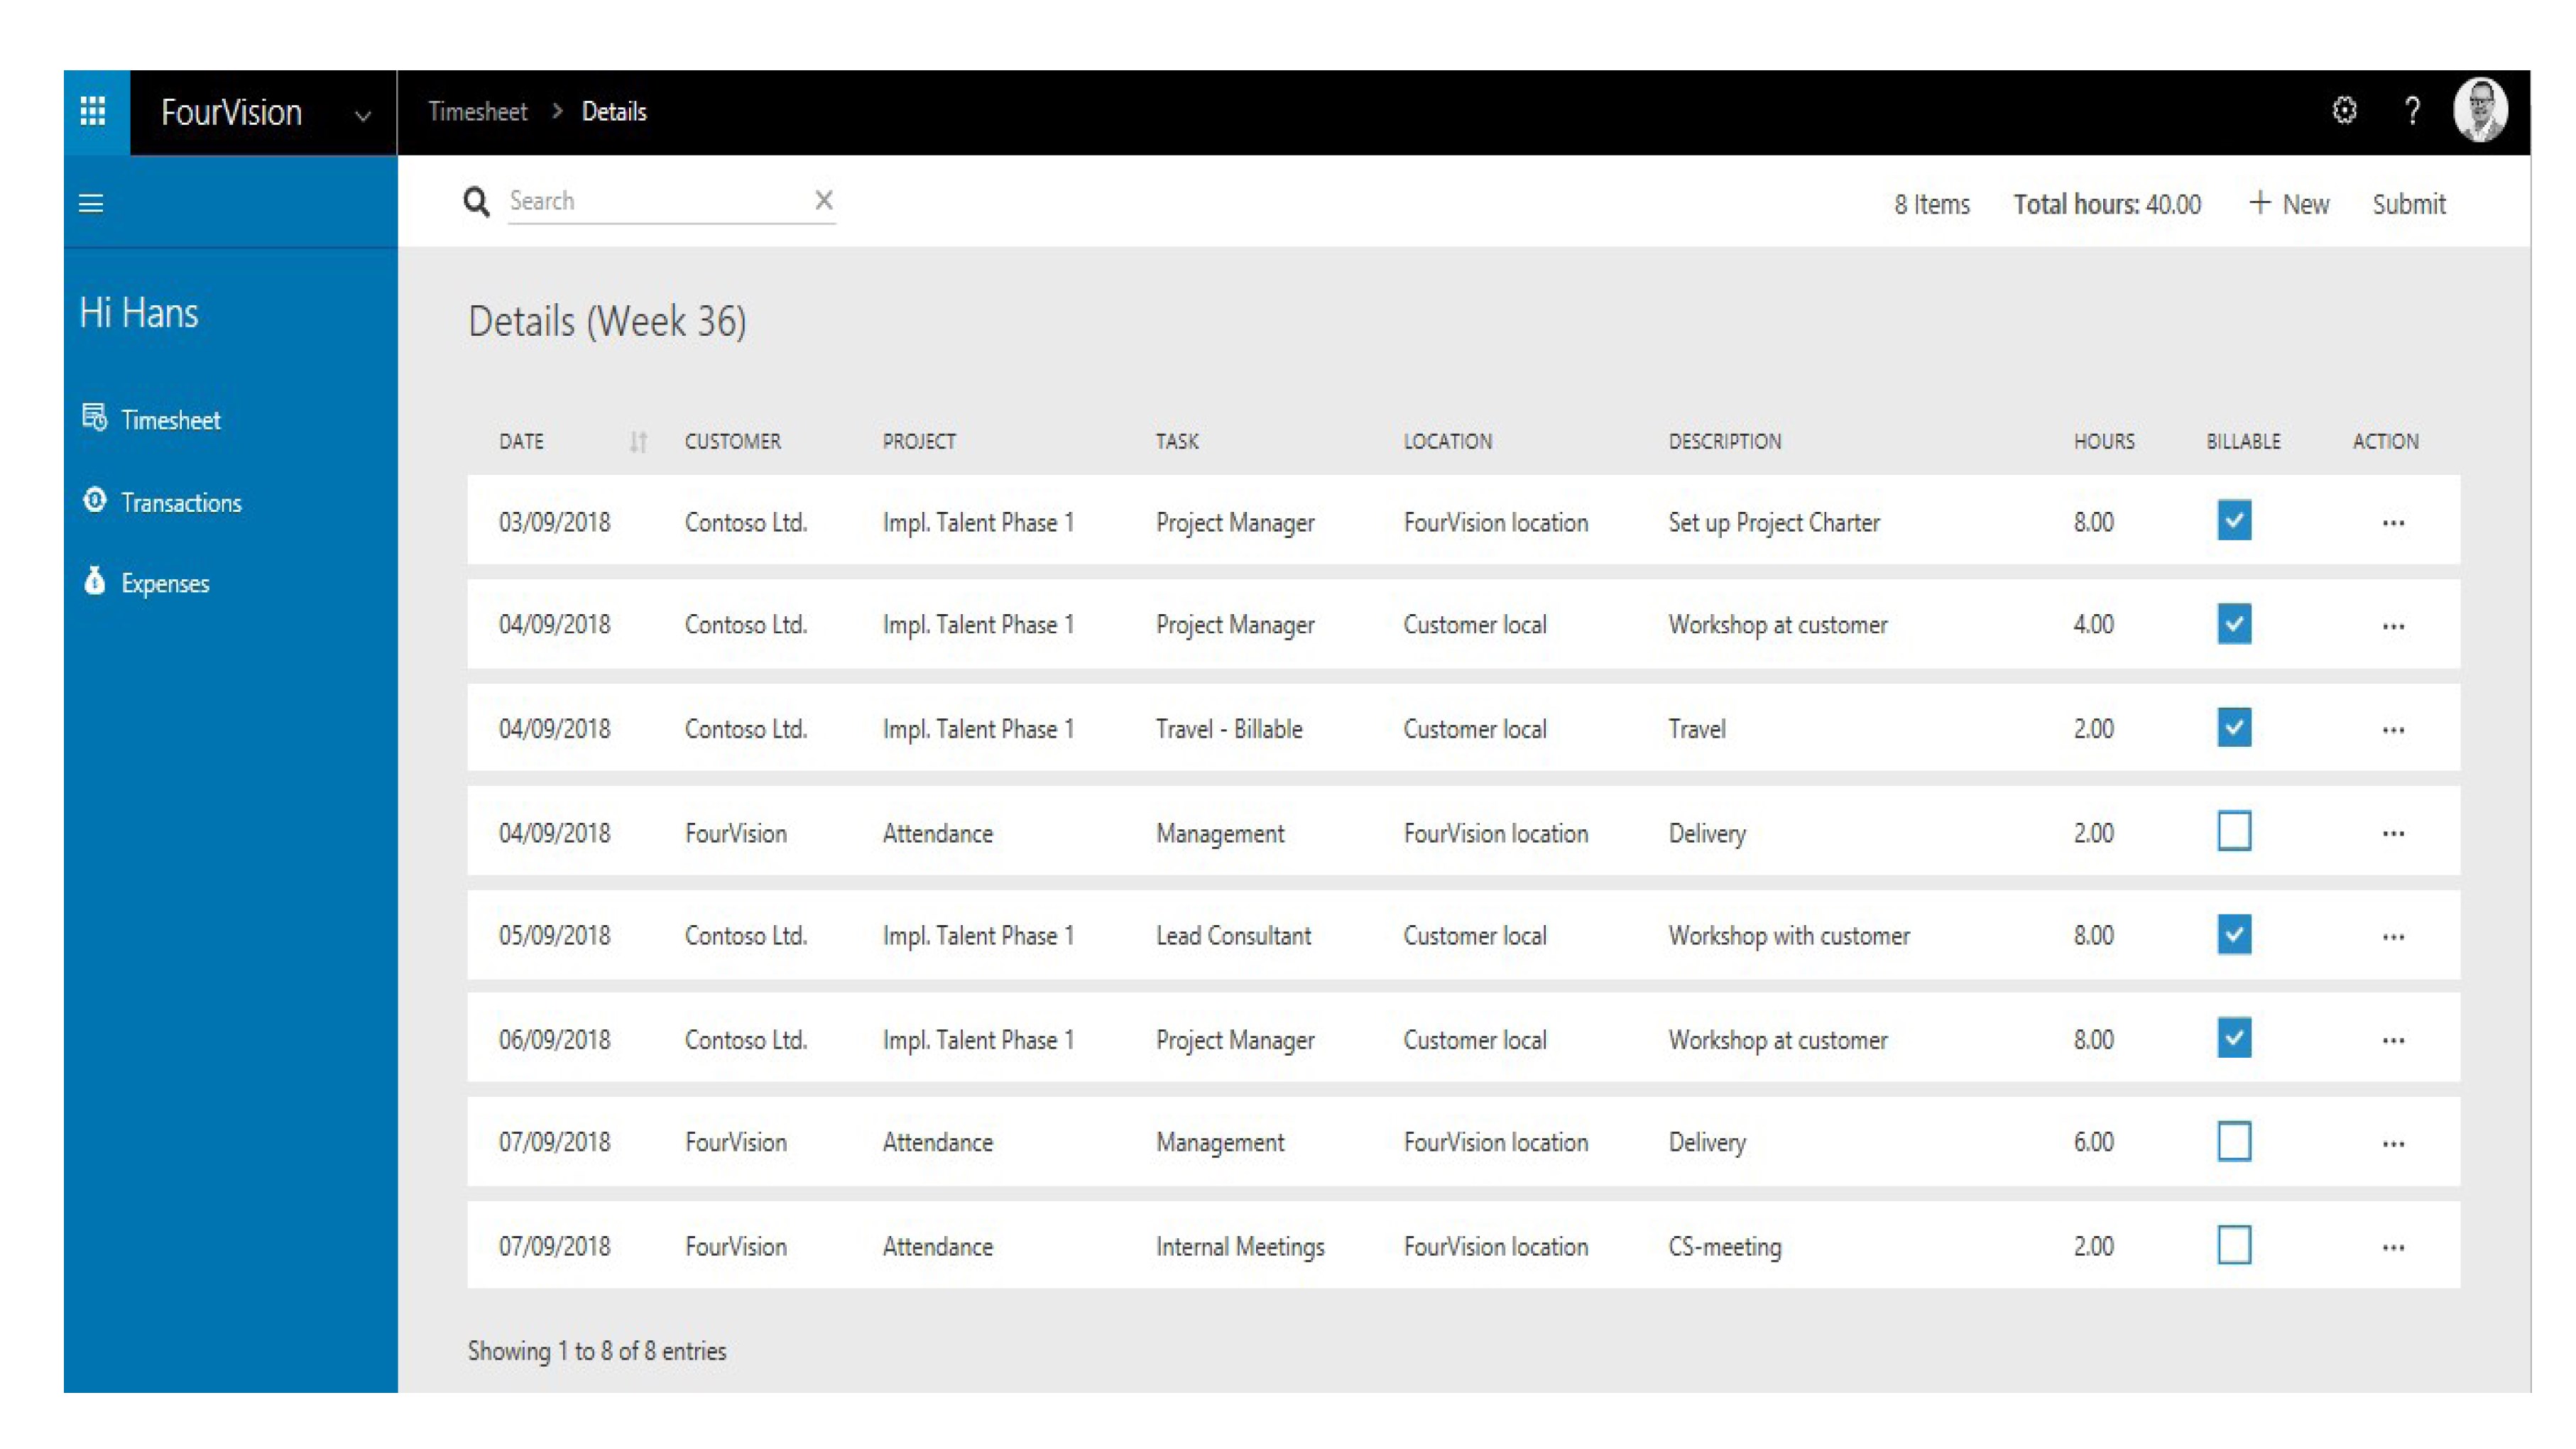 FourVision Timesheet > Details ?
Search 8 Items Total hours: 40.00 + New Submit
Hi Hans
Timesheet
Transactions
Expenses
Details (Week 36)
DATE CUSTOMER PROJECT TASK LOCATION DESCRIPTION HOURS BILLABLE ACTION
03/09/2018 Contoso Ltd. Impl. Talent Phase 1 Project Manager FourVision location Set up Project Charter 8.00 ...
04/09/2018 Contoso Ltd. Impl. Talent Phase 1 Project Manager Customer local Workshop at customer 4.00 ...
04/09/2018 Contoso Ltd. Impl. Talent Phase 1 Travel - Billable Customer local Travel 2.00 ...
04/09/2018 FourVision Attendance Management FourVision location Delivery 2.00 ...
05/09/2018 Contoso Ltd. Impl. Talent Phase 1 Lead Consultant Customer local Workshop with customer 8.00 ...
06/09/2018 Contoso Ltd. Impl. Talent Phase 1 Project Manager Customer local Workshop at customer 8.00 ...
07/09/2018 FourVision Attendance Management FourVision location Delivery 6.00 ...
07/09/2018 FourVision Attendance Internal Meetings FourVision location CS-meeting 2.00 ...
Showing 1 to 8 of 8 entries